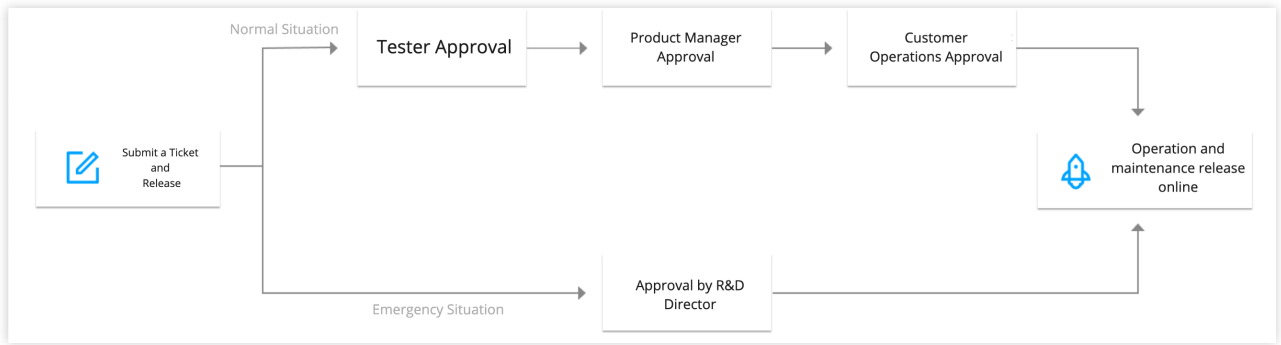 Normal Situation
Tester Approval
Product Manager
Approval
Customer
Operations Approval
Submit a Ticket
and
Release
Operation and
maintenance release
online
Approval by R&D
Director
Emergency Situation